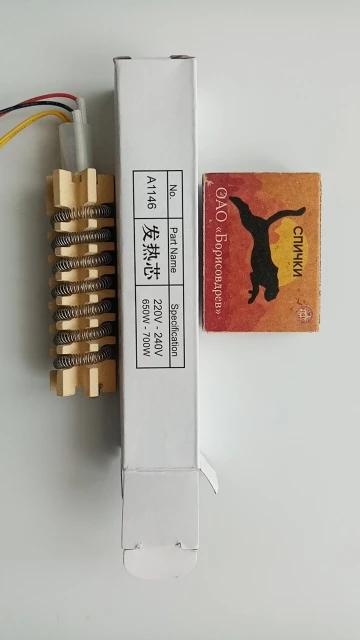 No.
Part Name
Specification
A1146
发热芯
220V - 240V
650W - 700W
СПИЧКИ
ОАО «Борисовдрев»